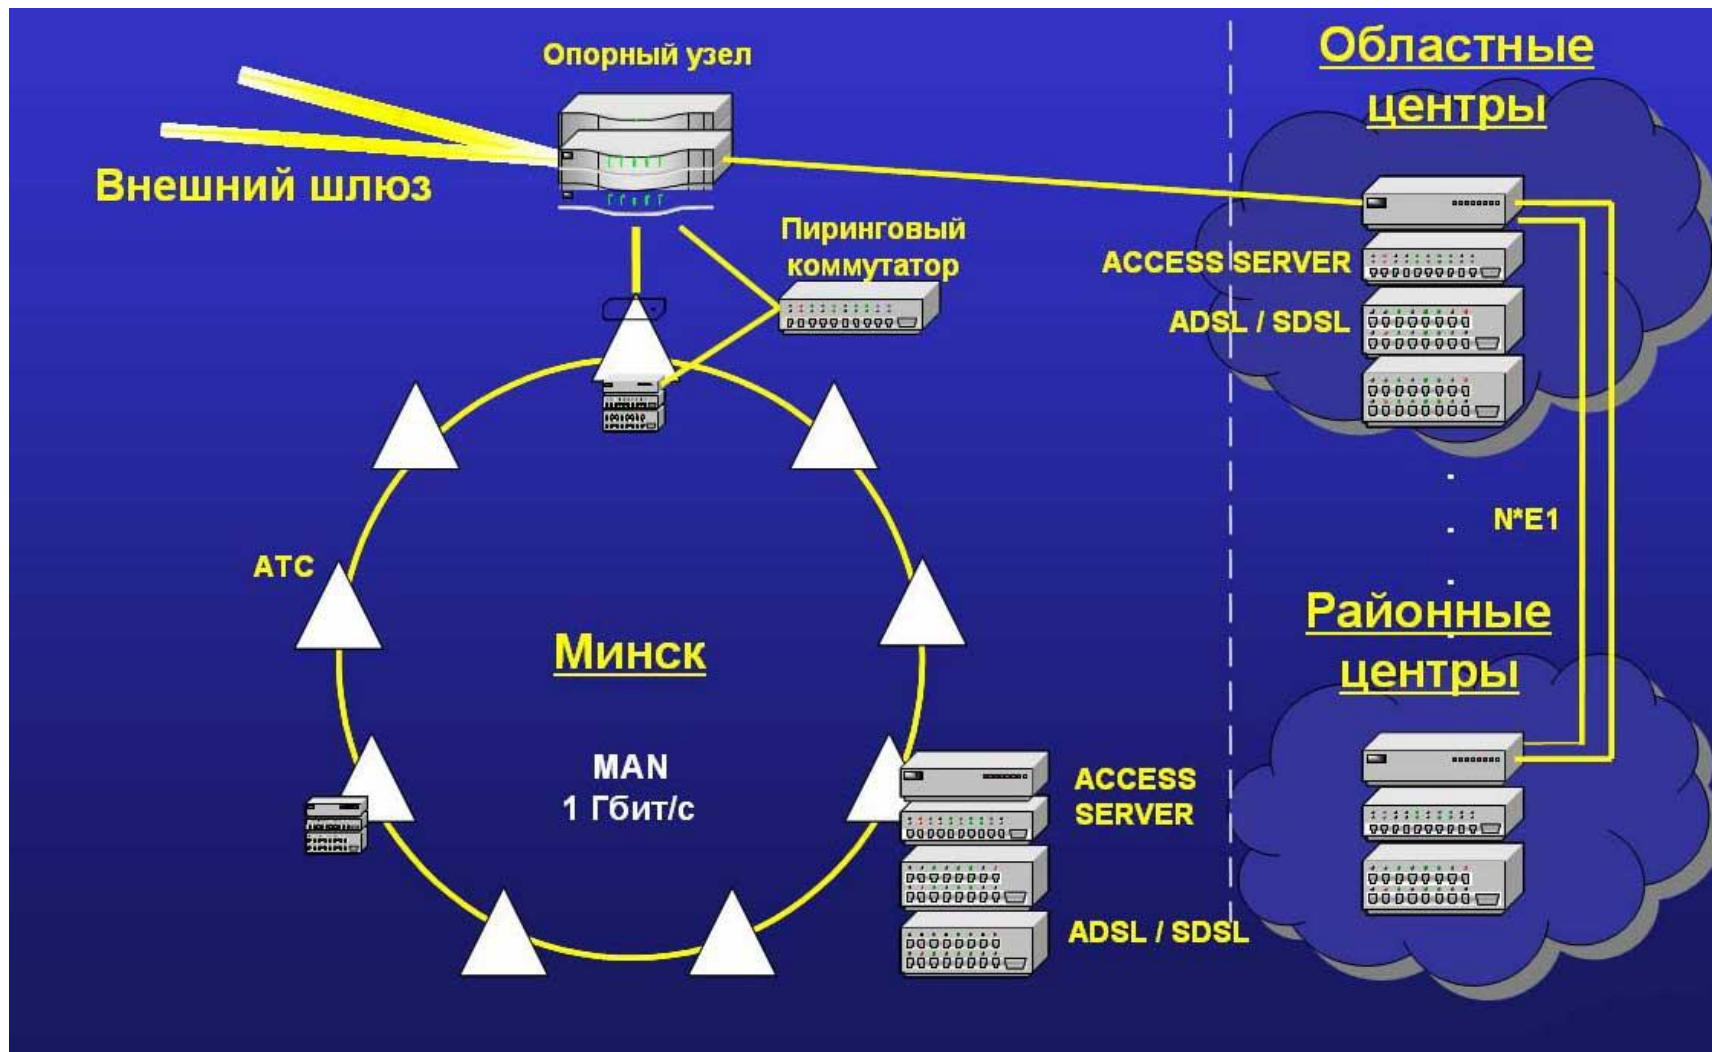 Опорный узел
Внешний шлюз
Пиринговый
коммутатор
АТС
Минск
MAN
1 Гбит/с
ACCESS
SERVER
ADSL / SDSL
Областные
центры
ACCESS SERVER
ADSL / SDSL
N*E1
Районные
центры